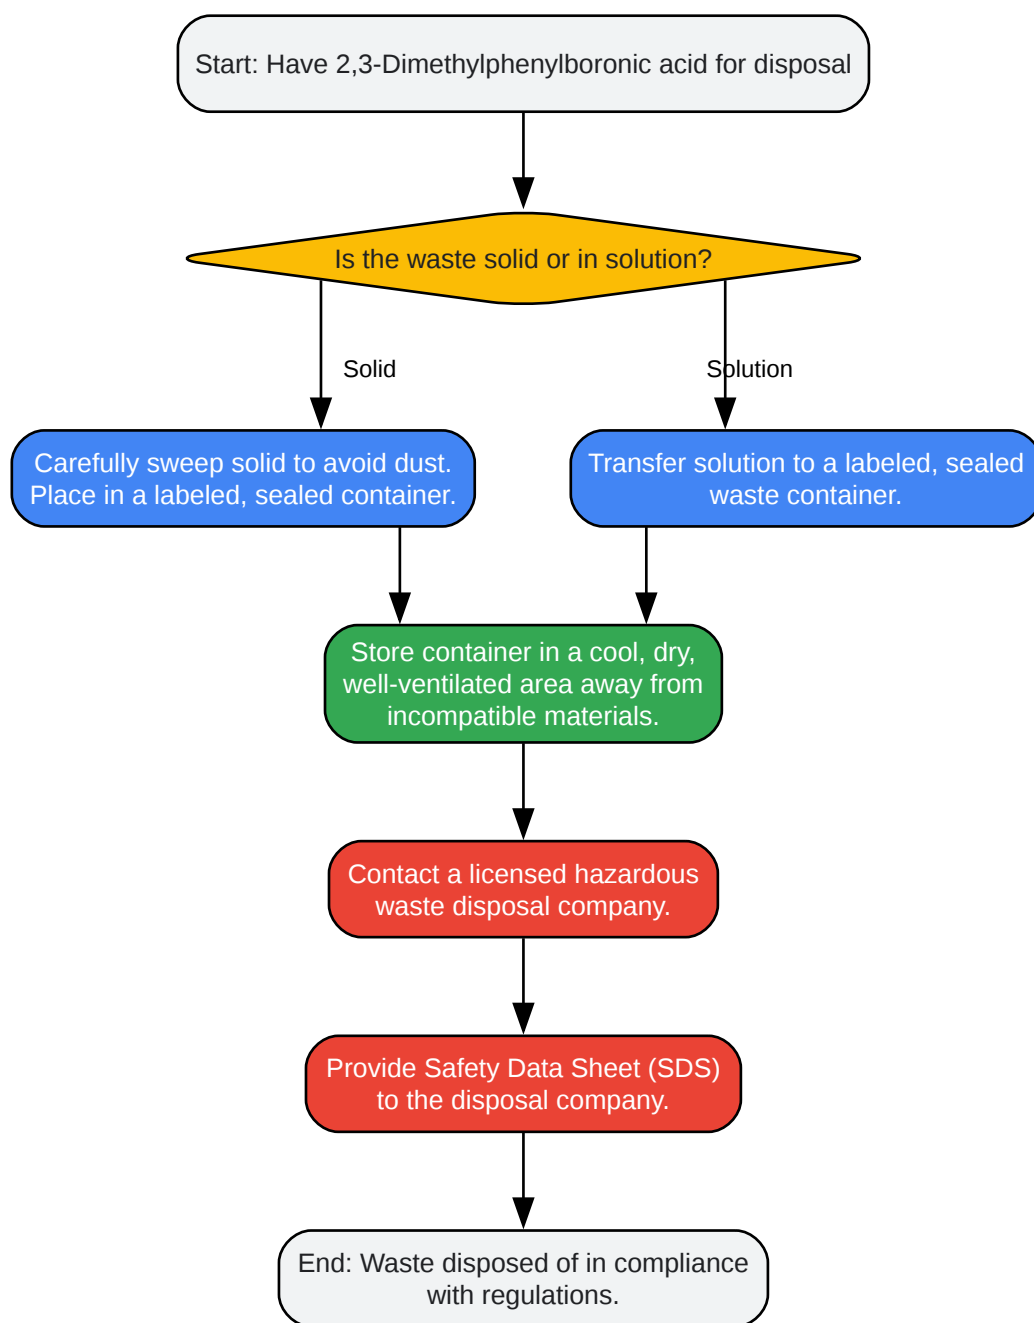 Start: Have 2,3-Dimethylphenylboronic acid for disposal
Is the waste solid or in solution?
Solid
Solution
Carefully sweep solid to avoid dust.
Place in a labeled, sealed container.
Transfer solution to a labeled, sealed
waste container.
Store container in a cool, dry,
well-ventilated area away from
incompatible materials.
Contact a licensed hazardous
waste disposal company.
Provide Safety Data Sheet (SDS)
to the disposal company.
End: Waste disposed of in compliance
with regulations.